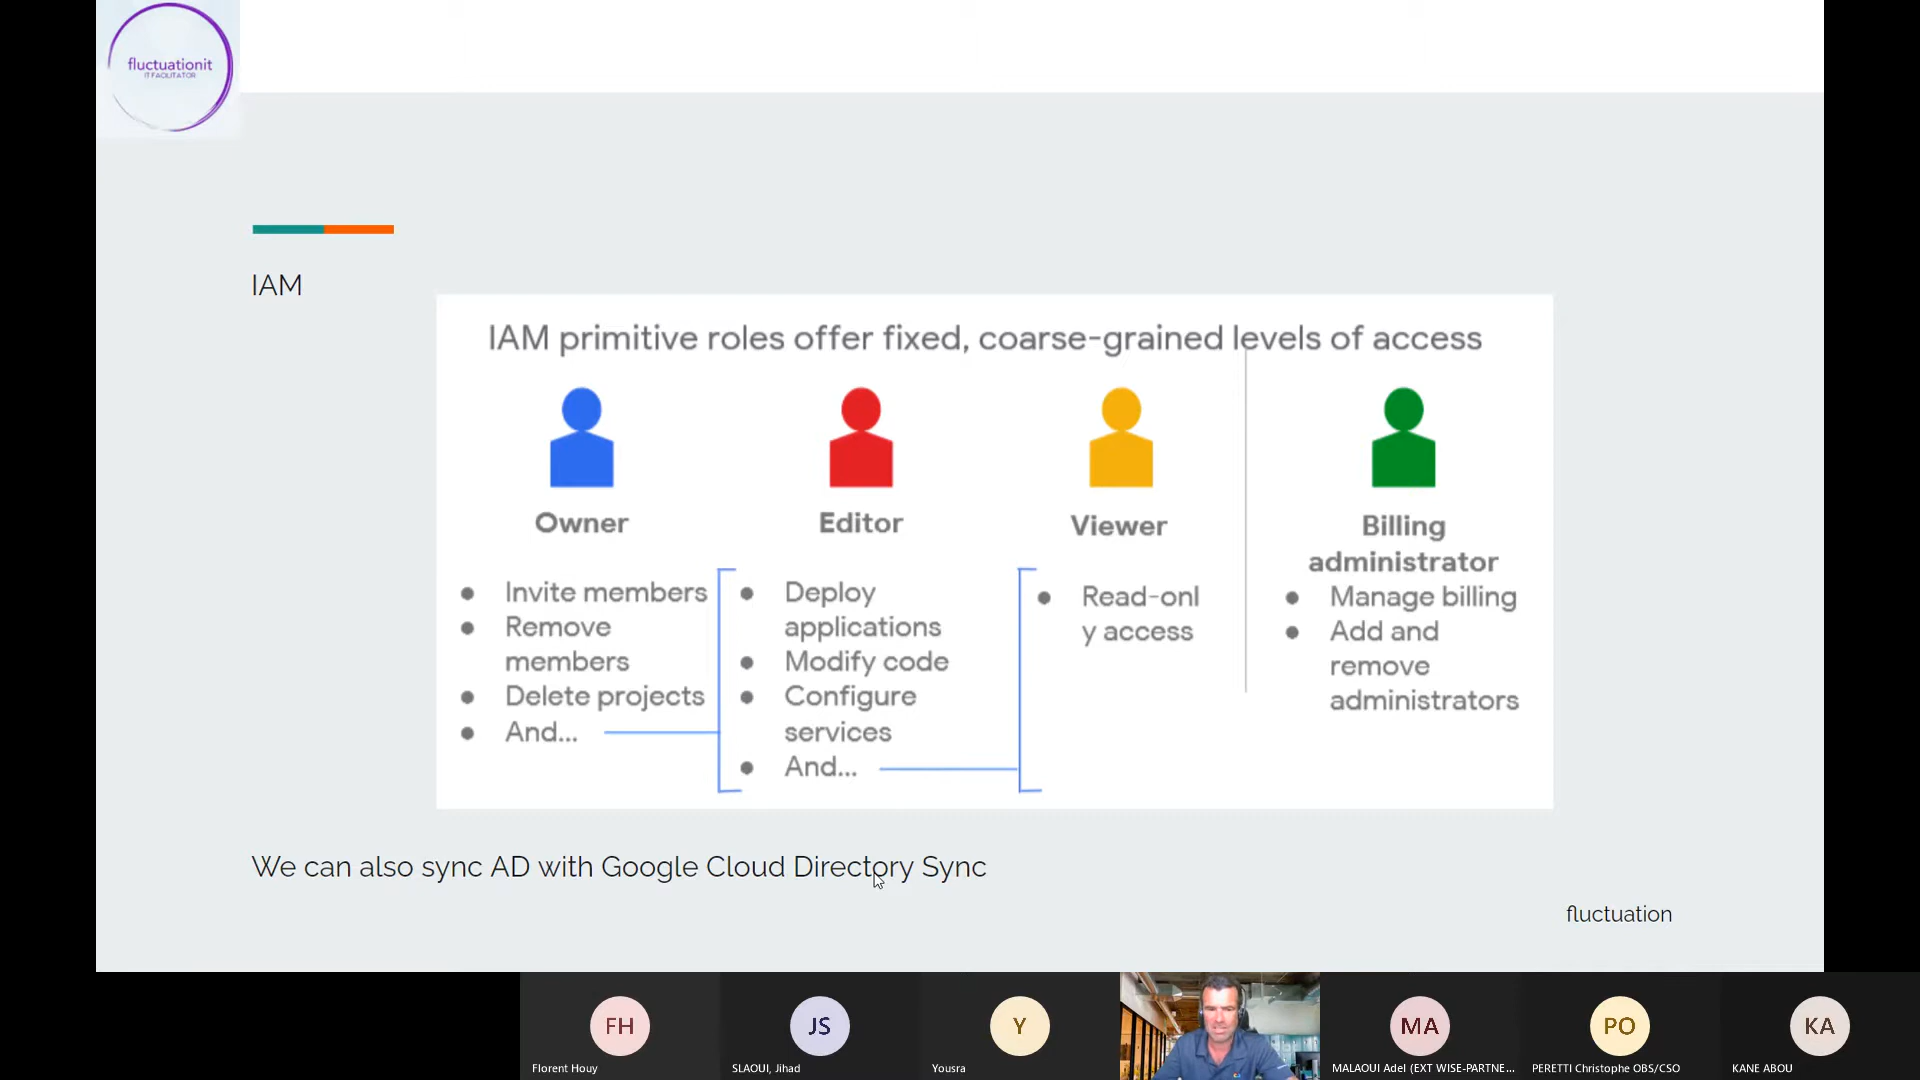 fluctuationit
IT FACILITATOR
IAM
IAM primitive roles offer fixed, coarse-grained levels of access
Owner
Invite members
Remove
members
Delete projects
And...
Editor
Deploy
applications
Modify code
Configure
services
And...
Viewer
Read-onl
y access
Billing
administrator
Manage billing
Add and
remove
administrators
We can also sync AD with Google Cloud Directory Sync
fluctuation
FH
Florent Houy
JS
SLAOUI, Jihad
Y
Yousra
MA
MALAOUI Adel (EXT WISE-PARTNE...
PO
PERETTI Christophe OBS/CSO
KA
KANE ABOU